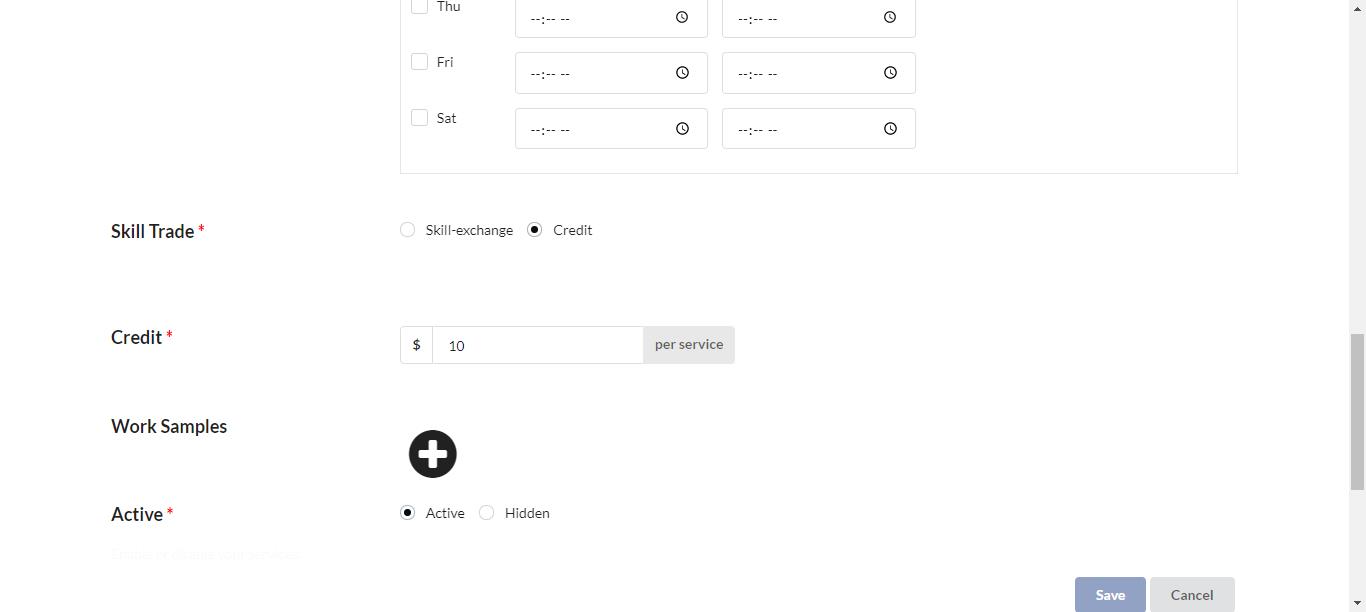 Thu --:-- -- --:-- --
Fri --:-- -- --:-- --
Sat --:-- -- --:-- --
Skill Trade * Skill-exchange Credit
Credit * $ 10 per service
Work Samples
Active * Active Hidden
Enable or disable your services.
Save Cancel